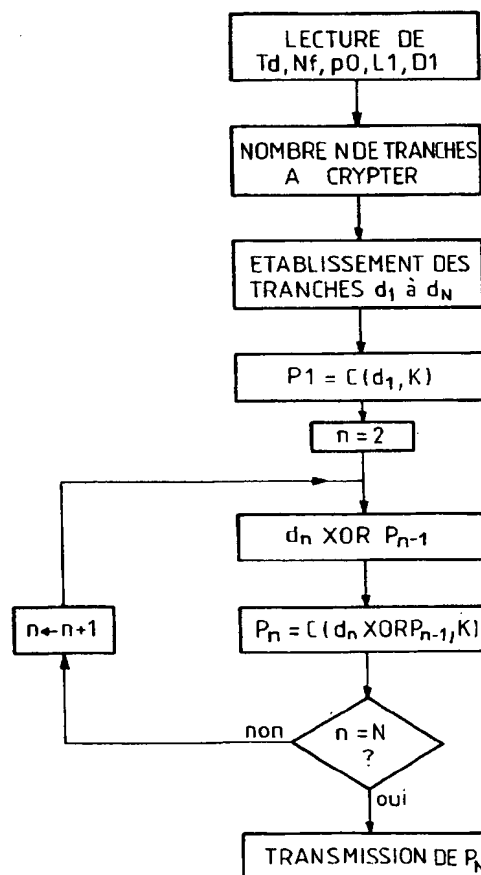 LECTURE DE
Td, Nf, p0, L1, D1
NOMBRE N DE TRANCHES
A CRYPTER
ETABLISSEMENT DES
TRANCHES d1 à dN
P1 = C(d1, K)
n = 2
dn XOR Pn-1
n←n+1
Pn = C(dn XOR Pn-1, K)
n = N
?
non
oui
TRANSMISSION DE PN